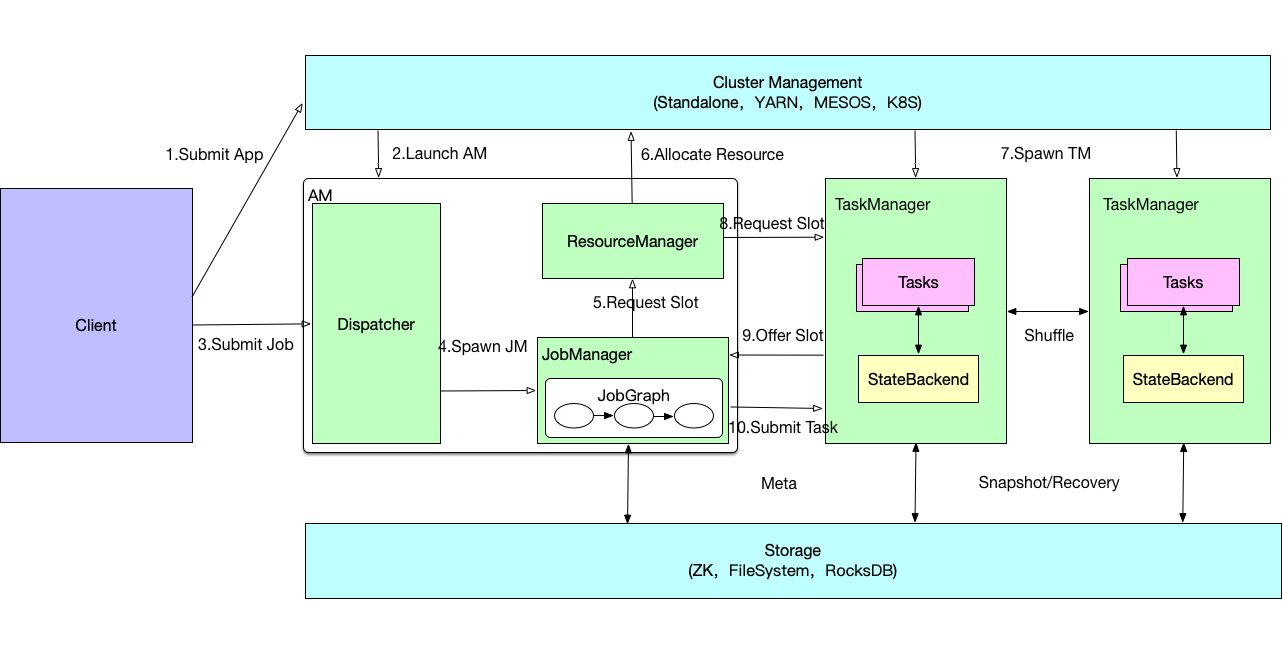 Cluster Management
(Standalone, YARN, MESOS, K8S)
1.Submit App
2.Launch AM
6.Allocate Resource
7.Spawn TM
AM
TaskManager
TaskManager
8.Request Slot
ResourceManager
Tasks
Tasks
5.Request Slot
Client
Dispatcher
3.Submit Job
4.Spawn JM
9.Offer Slot
Shuffle
JobManager
StateBackend
StateBackend
JobGraph
10.Submit Task
Meta
Snapshot/Recovery
Storage
(ZK, FileSystem, RocksDB)